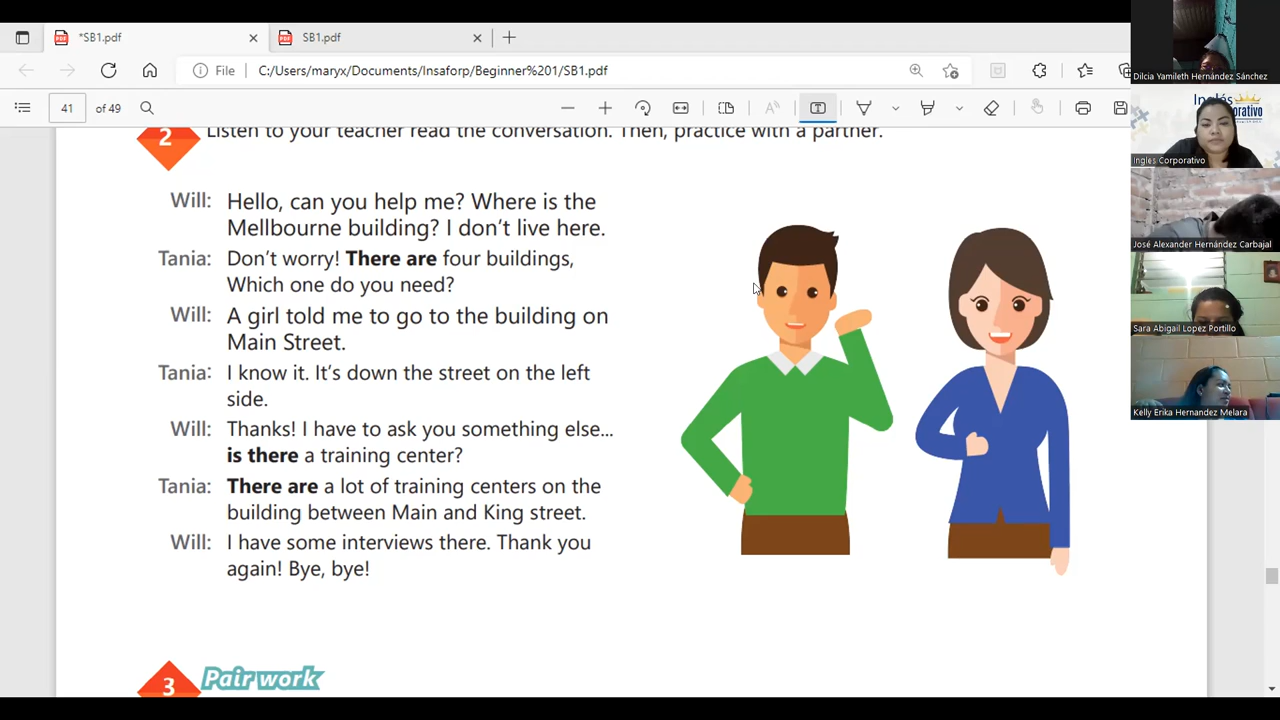 *SB1.pdf
SB1.pdf
File
C:/Users/maryx/Documents/Insaforp/Beginner%201/SB1.pdf
41
of 49
2
Listen to your teacher read the conversation. Then, practice with a partner.
Will: Hello, can you help me? Where is the
Mellbourne building? I don't live here.
Tania: Don't worry! There are four buildings,
Which one do you need?
Will: A girl told me to go to the building on
Main Street.
Tania: I know it. It's down the street on the left
side.
Will: Thanks! I have to ask you something else...
is there a training center?
Tania: There are a lot of training centers on the
building between Main and King street.
Will: I have some interviews there. Thank you
again! Bye, bye!
3
Pair work
Dilcia Yamileth Hernández Sánchez
Inglés
Ingles Corporativo
José Alexander Hernández Carbajal
Sara Abigail Lopez Portillo
Kelly Erika Hernandez Melara